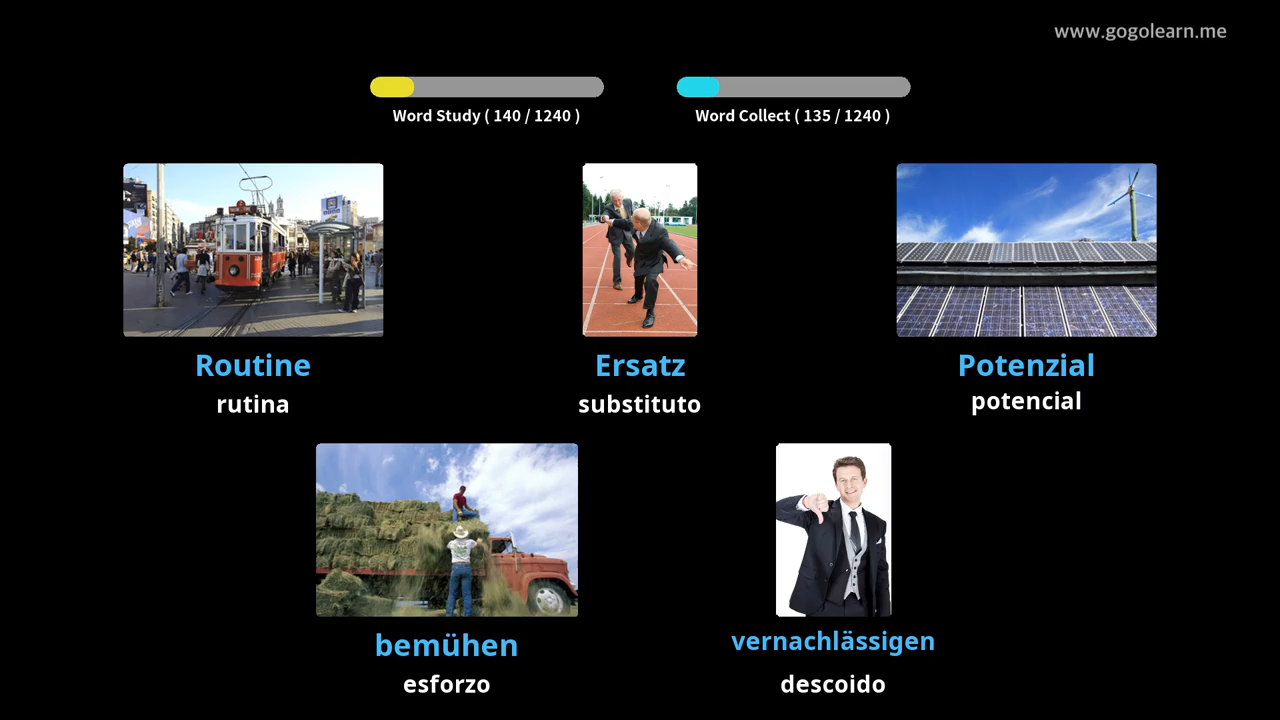 www.gogolearn.me
Word Study ( 140 / 1240 )
Word Collect ( 135 / 1240 )
Routine
rutina
Ersatz
substituto
Potenzial
potencial
bemühen
esforzo
vernachlässigen
descoido